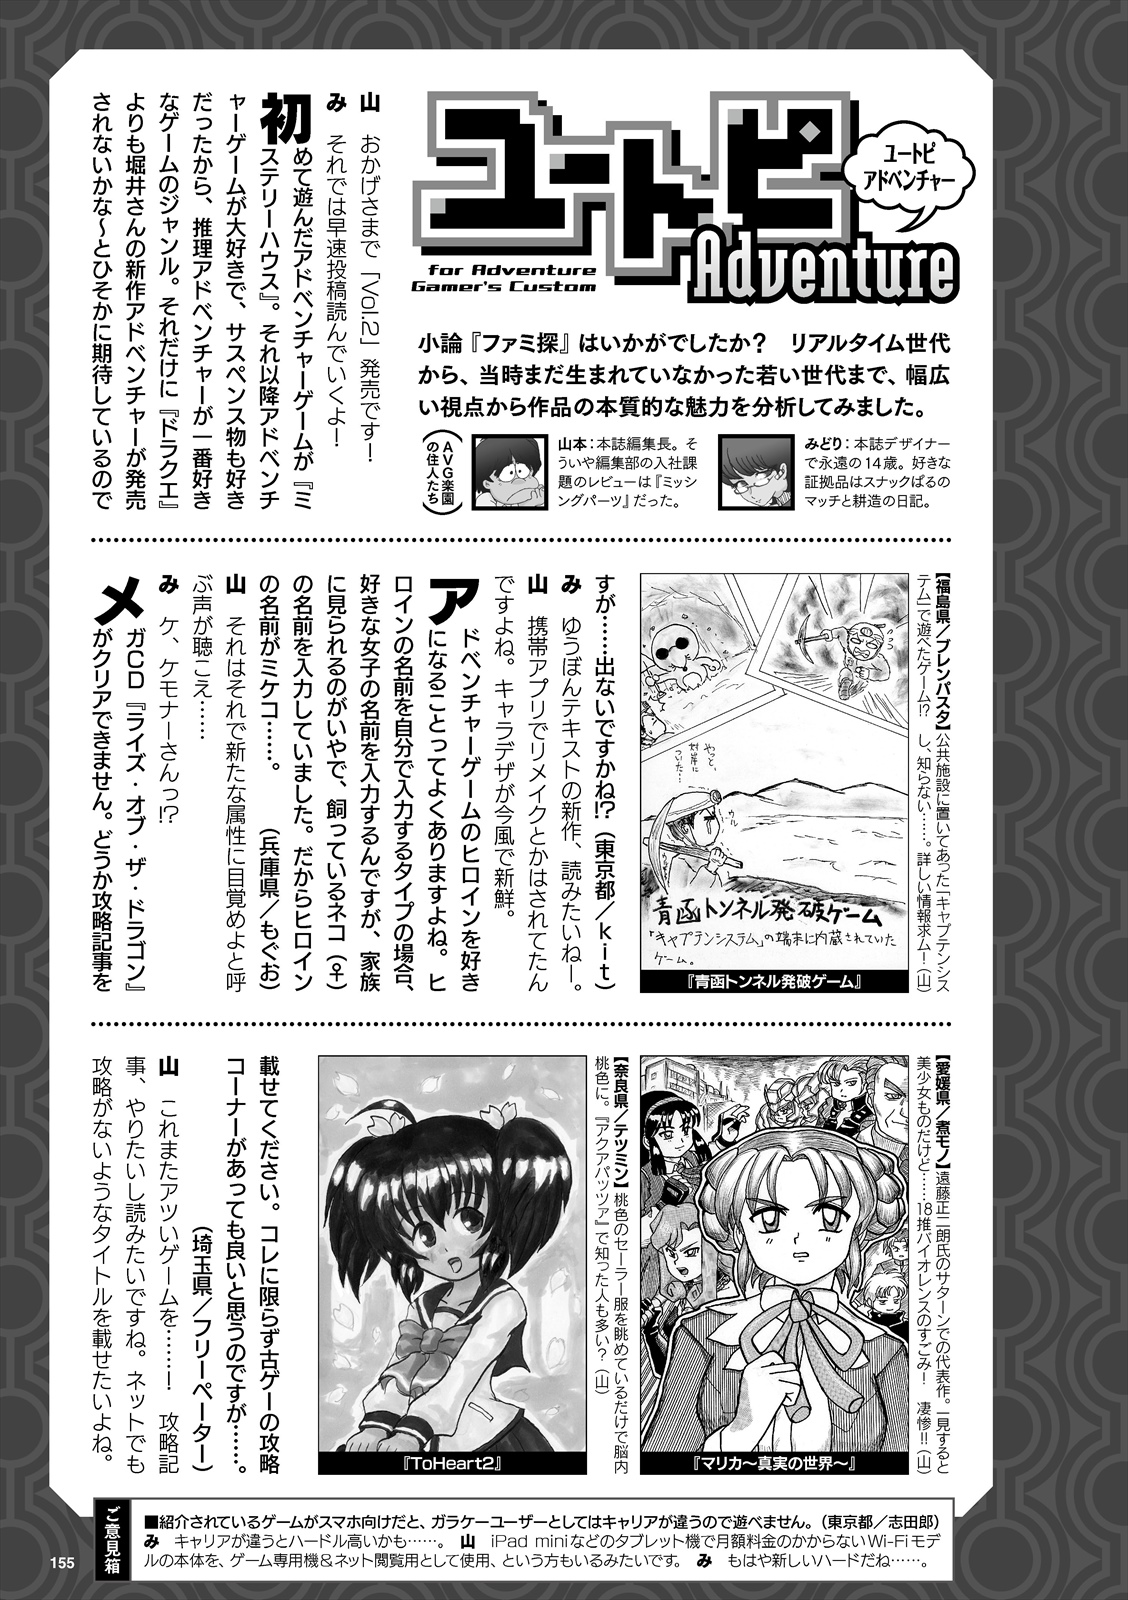 ユートピ
アドベンチャー
ユートピ
Adventure
for Adventure
Gamer's Custom
小論『ファミ探』はいかがでしたか？　リアルタイム世代
から、当時まだ生まれていなかった若い世代まで、幅広
い視点から作品の本質的な魅力を分析してみました。
（AVG楽園
の住人たち）
山本：本誌編集長。そ
ういや編集部の入社課
題のレビューは『ミッシ
ングパーツ』だった。
みどり：本誌デザイナー
で永遠の14歳。好きな
証拠品はスナックぱるの
マッチと耕造の日記。
山　おかげさまで「Vol.2」発売です！
み　それでは早速投稿読んでいくよ！
初めて遊んだアドベンチャーゲームが『ミ
ステリーハウス』。それ以降アドベンチ
ャーゲームが大好きで、サスペンス物も好き
だったから、推理アドベンチャーが一番好き
なゲームのジャンル。それだけに『ドラクエ』
よりも堀井さんの新作アドベンチャーが発売
されないかな～とひそかに期待しているので
【福島県／ブレンパスタ】公共施設に置いてあった「キャプテンシス
テム」で遊べたゲーム!?　し、知らない……。詳しい情報求ム！（山）
やっと、
対岸に
ついた…
青函トンネル発破ゲーム
「キャプテンシステム」の端末に内蔵されていた
ゲーム。
『青函トンネル発破ゲーム』
すが……出ないですかね!?（東京都／kit）
み　ゆうぼんテキストの新作、読みたいねー。
山　携帯アプリでリメイクとかはされてたん
ですよね。キャラデザが今風で新鮮。
アドベンチャーゲームのヒロインを好き
になることってよくありますよね。ヒ
ロインの名前を自分で入力するタイプの場合、
好きな女子の名前を入力するんですが、家族
に見られるのがいやで、飼っているネコ（♀）
の名前を入力していました。だからヒロイン
の名前がミケコ……。　（兵庫県／もぐお）
山　それはそれで新たな属性に目覚めよと呼
ぶ声が聴こえ……
み　ケ、ケモナーさんっ!?
メガCD『ライズ・オブ・ザ・ドラゴン』
がクリアできません。どうか攻略記事を
【愛媛県／煮モノ】遠藤正二朗氏のサターンでの代表作。一見すると
美少女ものだけど……18推バイオレンスのすごみ！　凄惨!!（山）
『マリカ～真実の世界～』
【奈良県／テツミン】桃色のセーラー服を眺めているだけで脳内
桃色に。『アクアパッツァ』で知った人も多い？（山）
『ToHeart2』
載せてください。コレに限らず古ゲーの攻略
コーナーがあっても良いと思うのですが……。
（埼玉県／フリーペーター）
山　これまたアツいゲームを………！　攻略記
事、やりたいし読みたいですね。ネットでも
攻略がないようなタイトルを載せたいよね。
ご意見箱
■紹介されているゲームがスマホ向けだと、ガラケーユーザーとしてはキャリアが違うので遊べません。（東京都／志田郎）
み　キャリアが違うとハードル高いかも……。　山　iPad miniなどのタブレット機で月額料金のかからないWi-Fiモデ
ルの本体を、ゲーム専用機&ネット閲覧用として使用、という方もいるみたいです。　み　もはや新しいハードだね……。
155